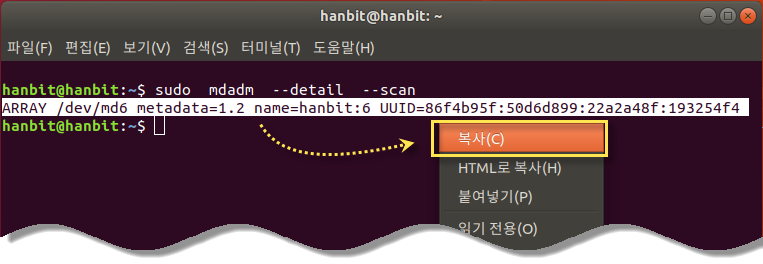 hanbit@hanbit: ~
파일(F) 편집(E) 보기(V) 검색(S) 터미널(T) 도움말(H)
hanbit@hanbit:~$ sudo  mdadm  --detail  --scan
ARRAY /dev/md6 metadata=1.2 name=hanbit:6 UUID=86f4b95f:50d6d899:22a2a48f:193254f4
hanbit@hanbit:~$
복사(C)
HTML로 복사(H)
붙여넣기(P)
읽기 전용(O)